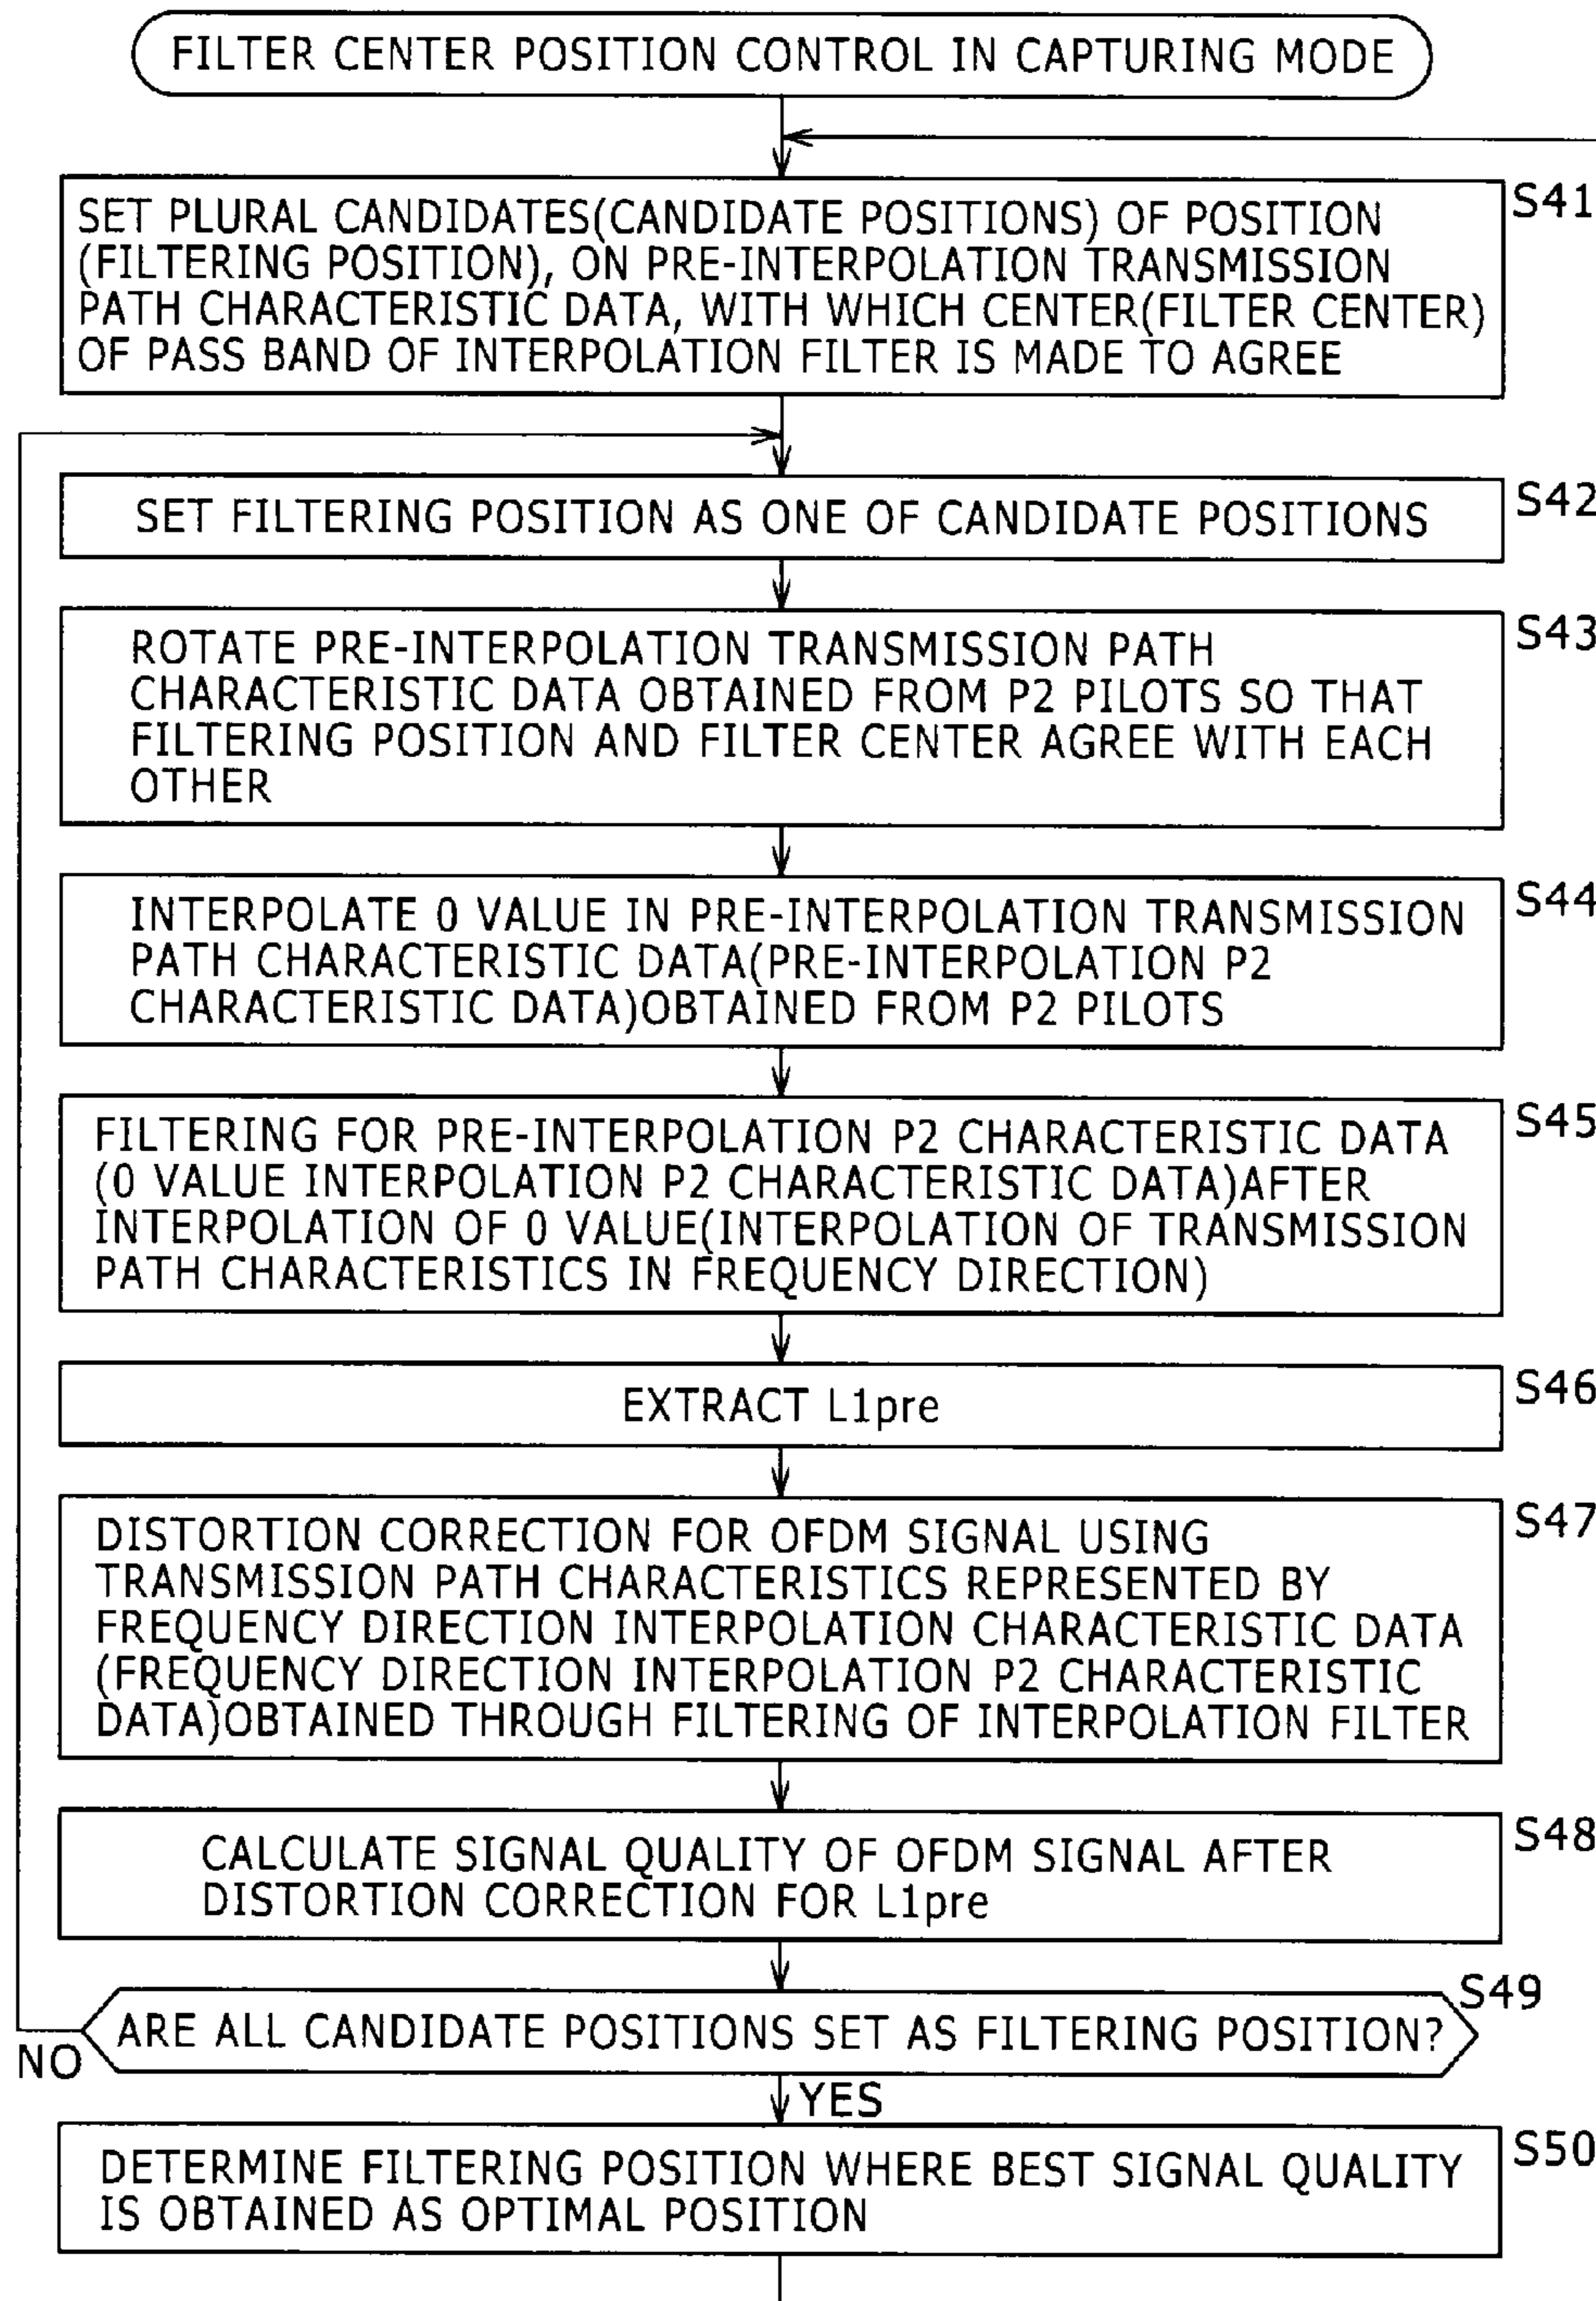 FILTER CENTER POSITION CONTROL IN CAPTURING MODE
S41
SET PLURAL CANDIDATES(CANDIDATE POSITIONS) OF POSITION
(FILTERING POSITION), ON PRE-INTERPOLATION TRANSMISSION
PATH CHARACTERISTIC DATA, WITH WHICH CENTER(FILTER CENTER)
OF PASS BAND OF INTERPOLATION FILTER IS MADE TO AGREE
S42
SET FILTERING POSITION AS ONE OF CANDIDATE POSITIONS
S43
ROTATE PRE-INTERPOLATION TRANSMISSION PATH
CHARACTERISTIC DATA OBTAINED FROM P2 PILOTS SO THAT
FILTERING POSITION AND FILTER CENTER AGREE WITH EACH
OTHER
S44
INTERPOLATE 0 VALUE IN PRE-INTERPOLATION TRANSMISSION
PATH CHARACTERISTIC DATA(PRE-INTERPOLATION P2
CHARACTERISTIC DATA)OBTAINED FROM P2 PILOTS
S45
FILTERING FOR PRE-INTERPOLATION P2 CHARACTERISTIC DATA
(0 VALUE INTERPOLATION P2 CHARACTERISTIC DATA)AFTER
INTERPOLATION OF 0 VALUE(INTERPOLATION OF TRANSMISSION
PATH CHARACTERISTICS IN FREQUENCY DIRECTION)
S46
EXTRACT L1pre
S47
DISTORTION CORRECTION FOR OFDM SIGNAL USING
TRANSMISSION PATH CHARACTERISTICS REPRESENTED BY
FREQUENCY DIRECTION INTERPOLATION CHARACTERISTIC DATA
(FREQUENCY DIRECTION INTERPOLATION P2 CHARACTERISTIC
DATA)OBTAINED THROUGH FILTERING OF INTERPOLATION FILTER
S48
CALCULATE SIGNAL QUALITY OF OFDM SIGNAL AFTER
DISTORTION CORRECTION FOR L1pre
S49
ARE ALL CANDIDATE POSITIONS SET AS FILTERING POSITION?
NO
YES
S50
DETERMINE FILTERING POSITION WHERE BEST SIGNAL QUALITY
IS OBTAINED AS OPTIMAL POSITION